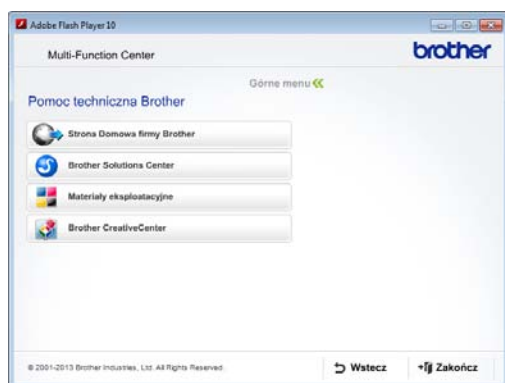 Adobe Flash Player 10
Multi-Function Center
brother
Górne menu
Pomoc techniczna Brother
Strona Domowa firmy Brother
Brother Solutions Center
Materiały eksploatacyjne
Brother CreativeCenter
© 2001-2013 Brother Industries, Ltd. All Rights Reserved.
Wstecz
Zakończ